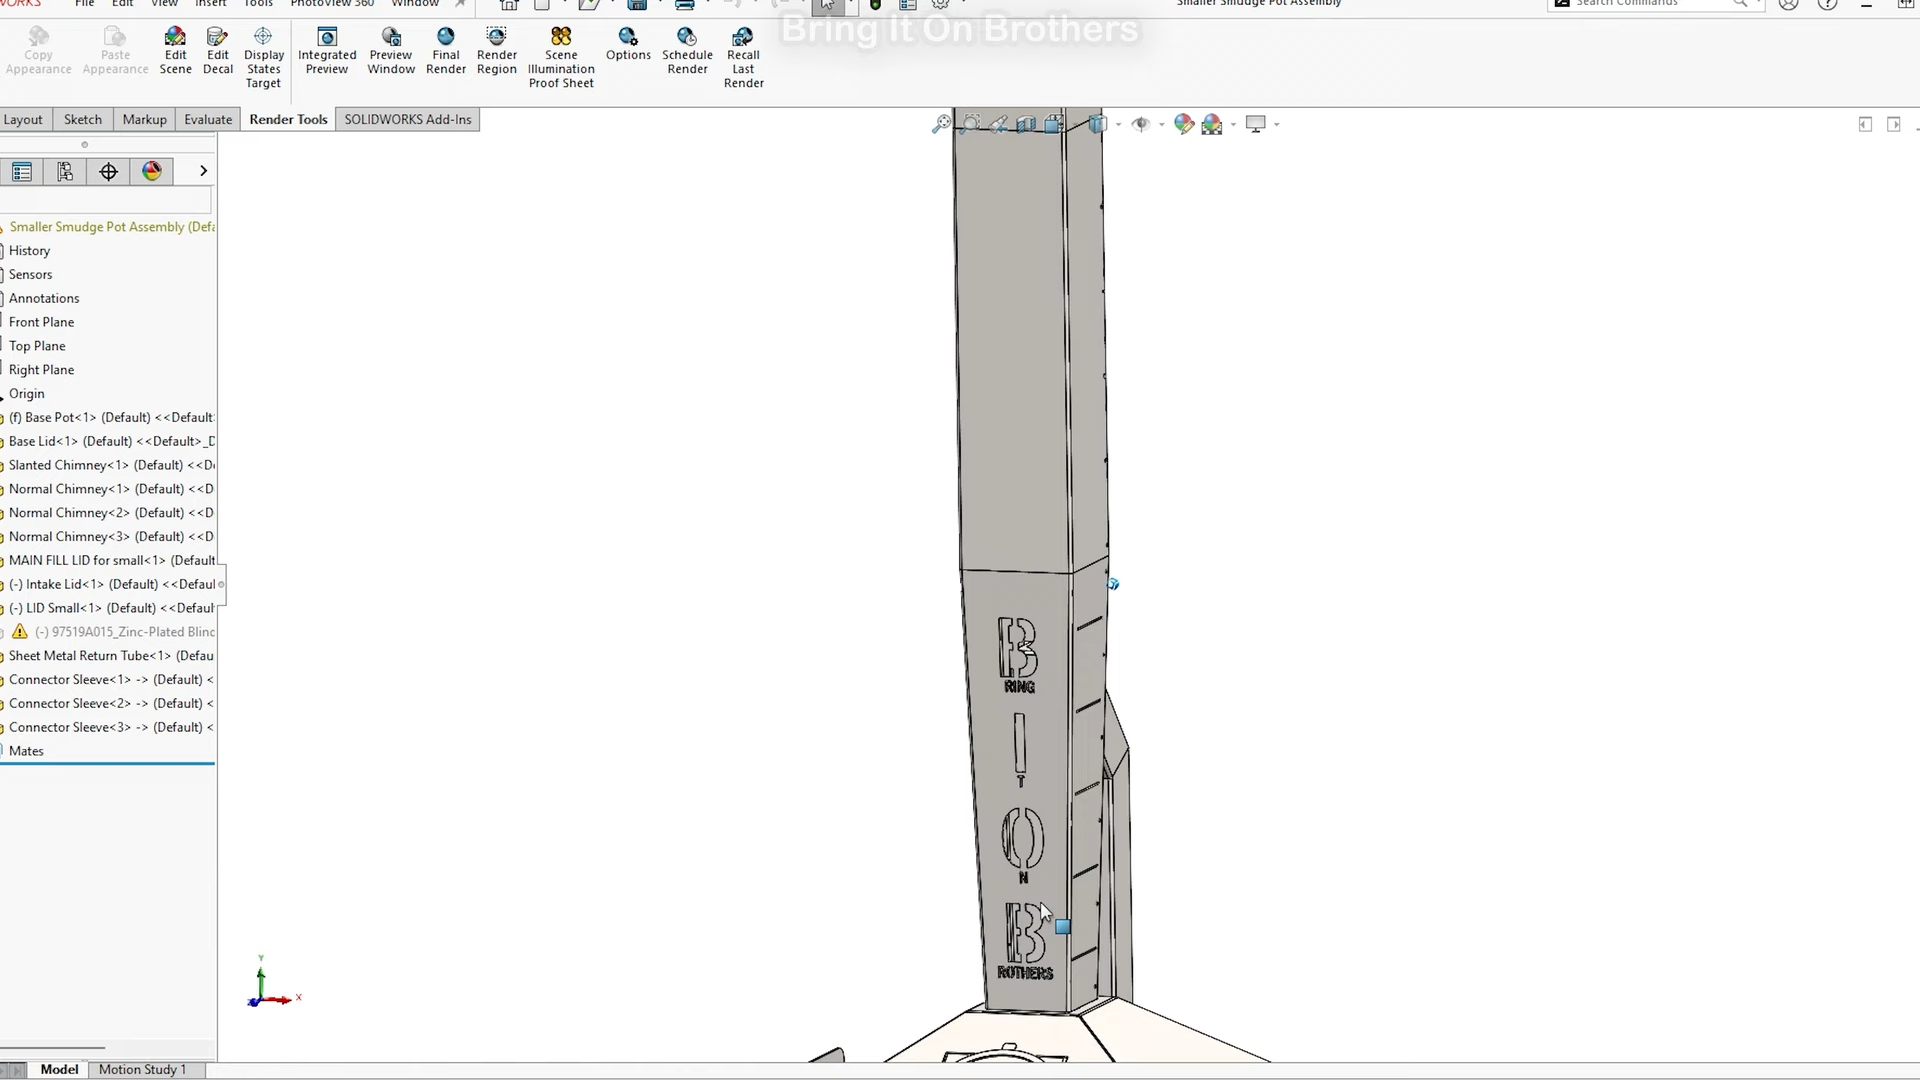 WORKS File Edit View Insert Tools PhotoView 360 Window Smaller Smudge Pot Assembly Search Commands
Bring It On Brothers
Copy Appearance
Paste Appearance
Edit Scene
Edit Decal
Display States Target
Integrated Preview
Preview Window
Final Render
Render Region
Scene Illumination Proof Sheet
Options
Schedule Render
Recall Last Render
Layout Sketch Markup Evaluate Render Tools SOLIDWORKS Add-Ins
Smaller Smudge Pot Assembly (Defa
History
Sensors
Annotations
Front Plane
Top Plane
Right Plane
Origin
(f) Base Pot<1> (Default) <<Default
Base Lid<1> (Default) <<Default>_D
Slanted Chimney<1> (Default) <<D
Normal Chimney<1> (Default) <<D
Normal Chimney<2> (Default) <<D
Normal Chimney<3> (Default) <<D
MAIN FILL LID for small<1> (Default
(-) Intake Lid<1> (Default) <<Defaul
(-) LID Small<1> (Default) <<Defaul
(-) 97519A015_Zinc-Plated Blind
Sheet Metal Return Tube<1> (Defau
Connector Sleeve<1> -> (Default) <
Connector Sleeve<2> -> (Default) <
Connector Sleeve<3> -> (Default) <
Mates
B
RING
I
T
O
N
B
ROTHERS
Y
X
Z
Model Motion Study 1